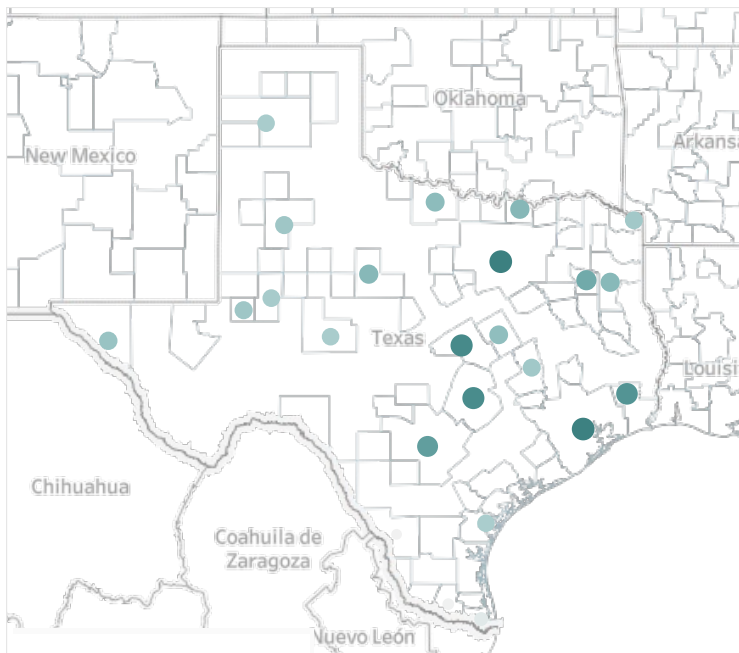 Oklahoma
Arkansa
New Mexico
Texas
Louisi
Chihuahua
Coahuila de
Zaragoza
Nuevo León